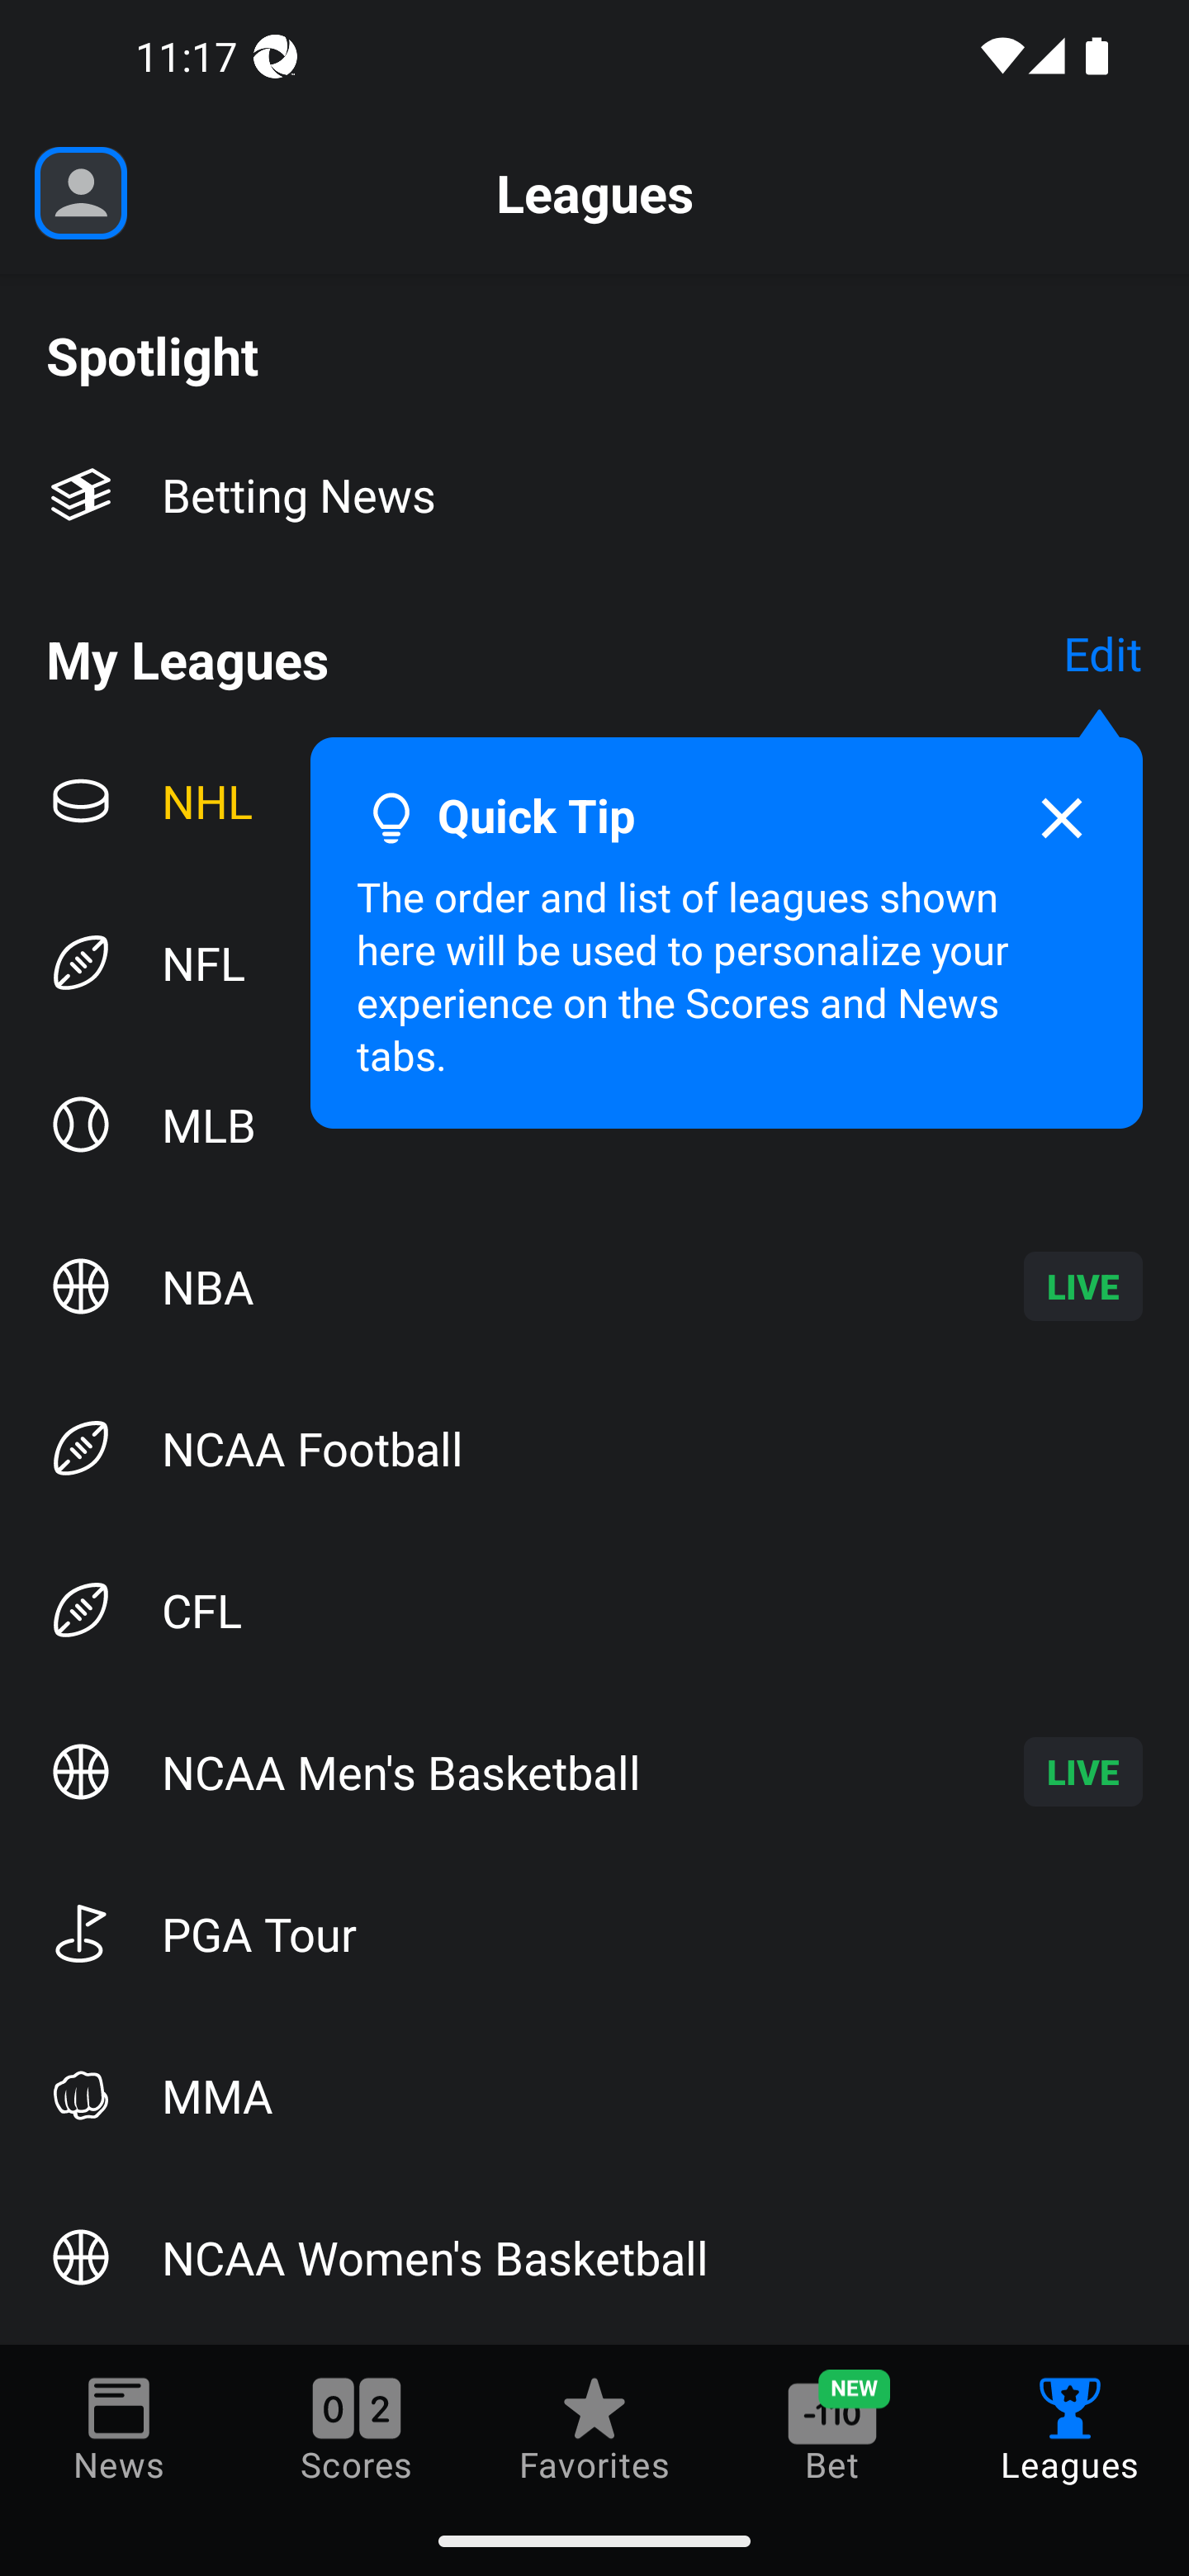 11:17
Leagues
Spotlight
Betting News
My Leagues
Edit
NHL
Quick Tip
The order and list of leagues shown
here will be used to personalize your
experience on the Scores and News
tabs.
NFL
MLB
NBA
LIVE
NCAA Football
CFL
NCAA Men's Basketball
LIVE
PGA Tour
MMA
NCAA Women's Basketball
0 2
NEW
-110
News
Scores
Favorites
Bet
Leagues